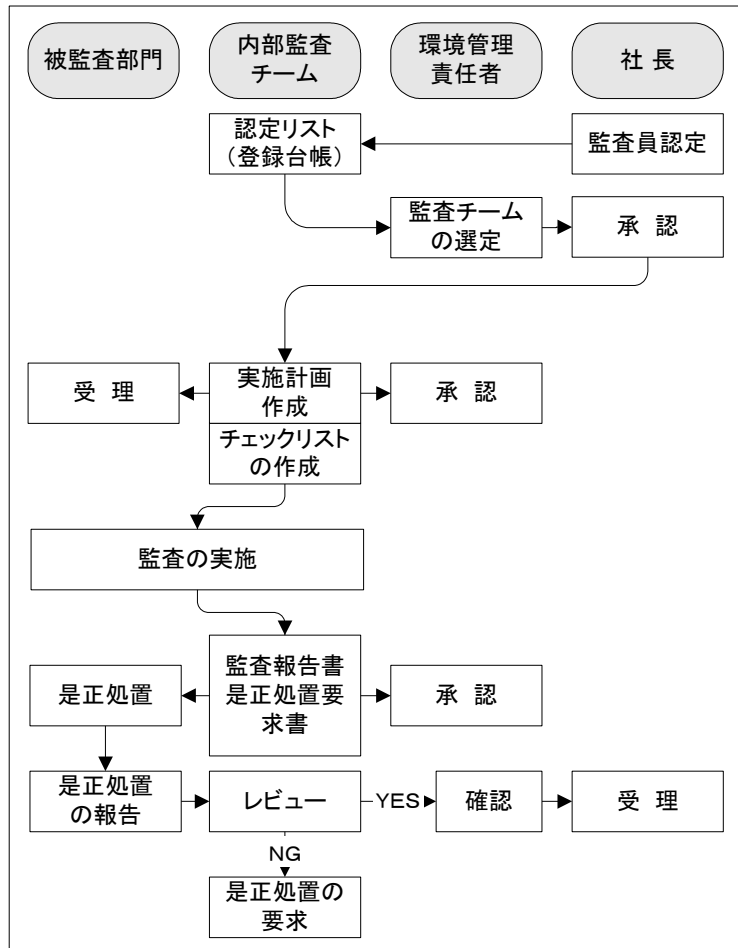 被監査部門
内部監査
チーム
環境管理
責任者
社 長
認定リスト
（登録台帳）
監査員認定
監査チーム
の選定
承 認
受 理
実施計画
作成
承 認
チェックリスト
の作成
監査の実施
監査報告書
是正処置要
求書
是正処置
承 認
是正処置
の報告
レビュー
YES
確認
受 理
NG
是正処置の
要求